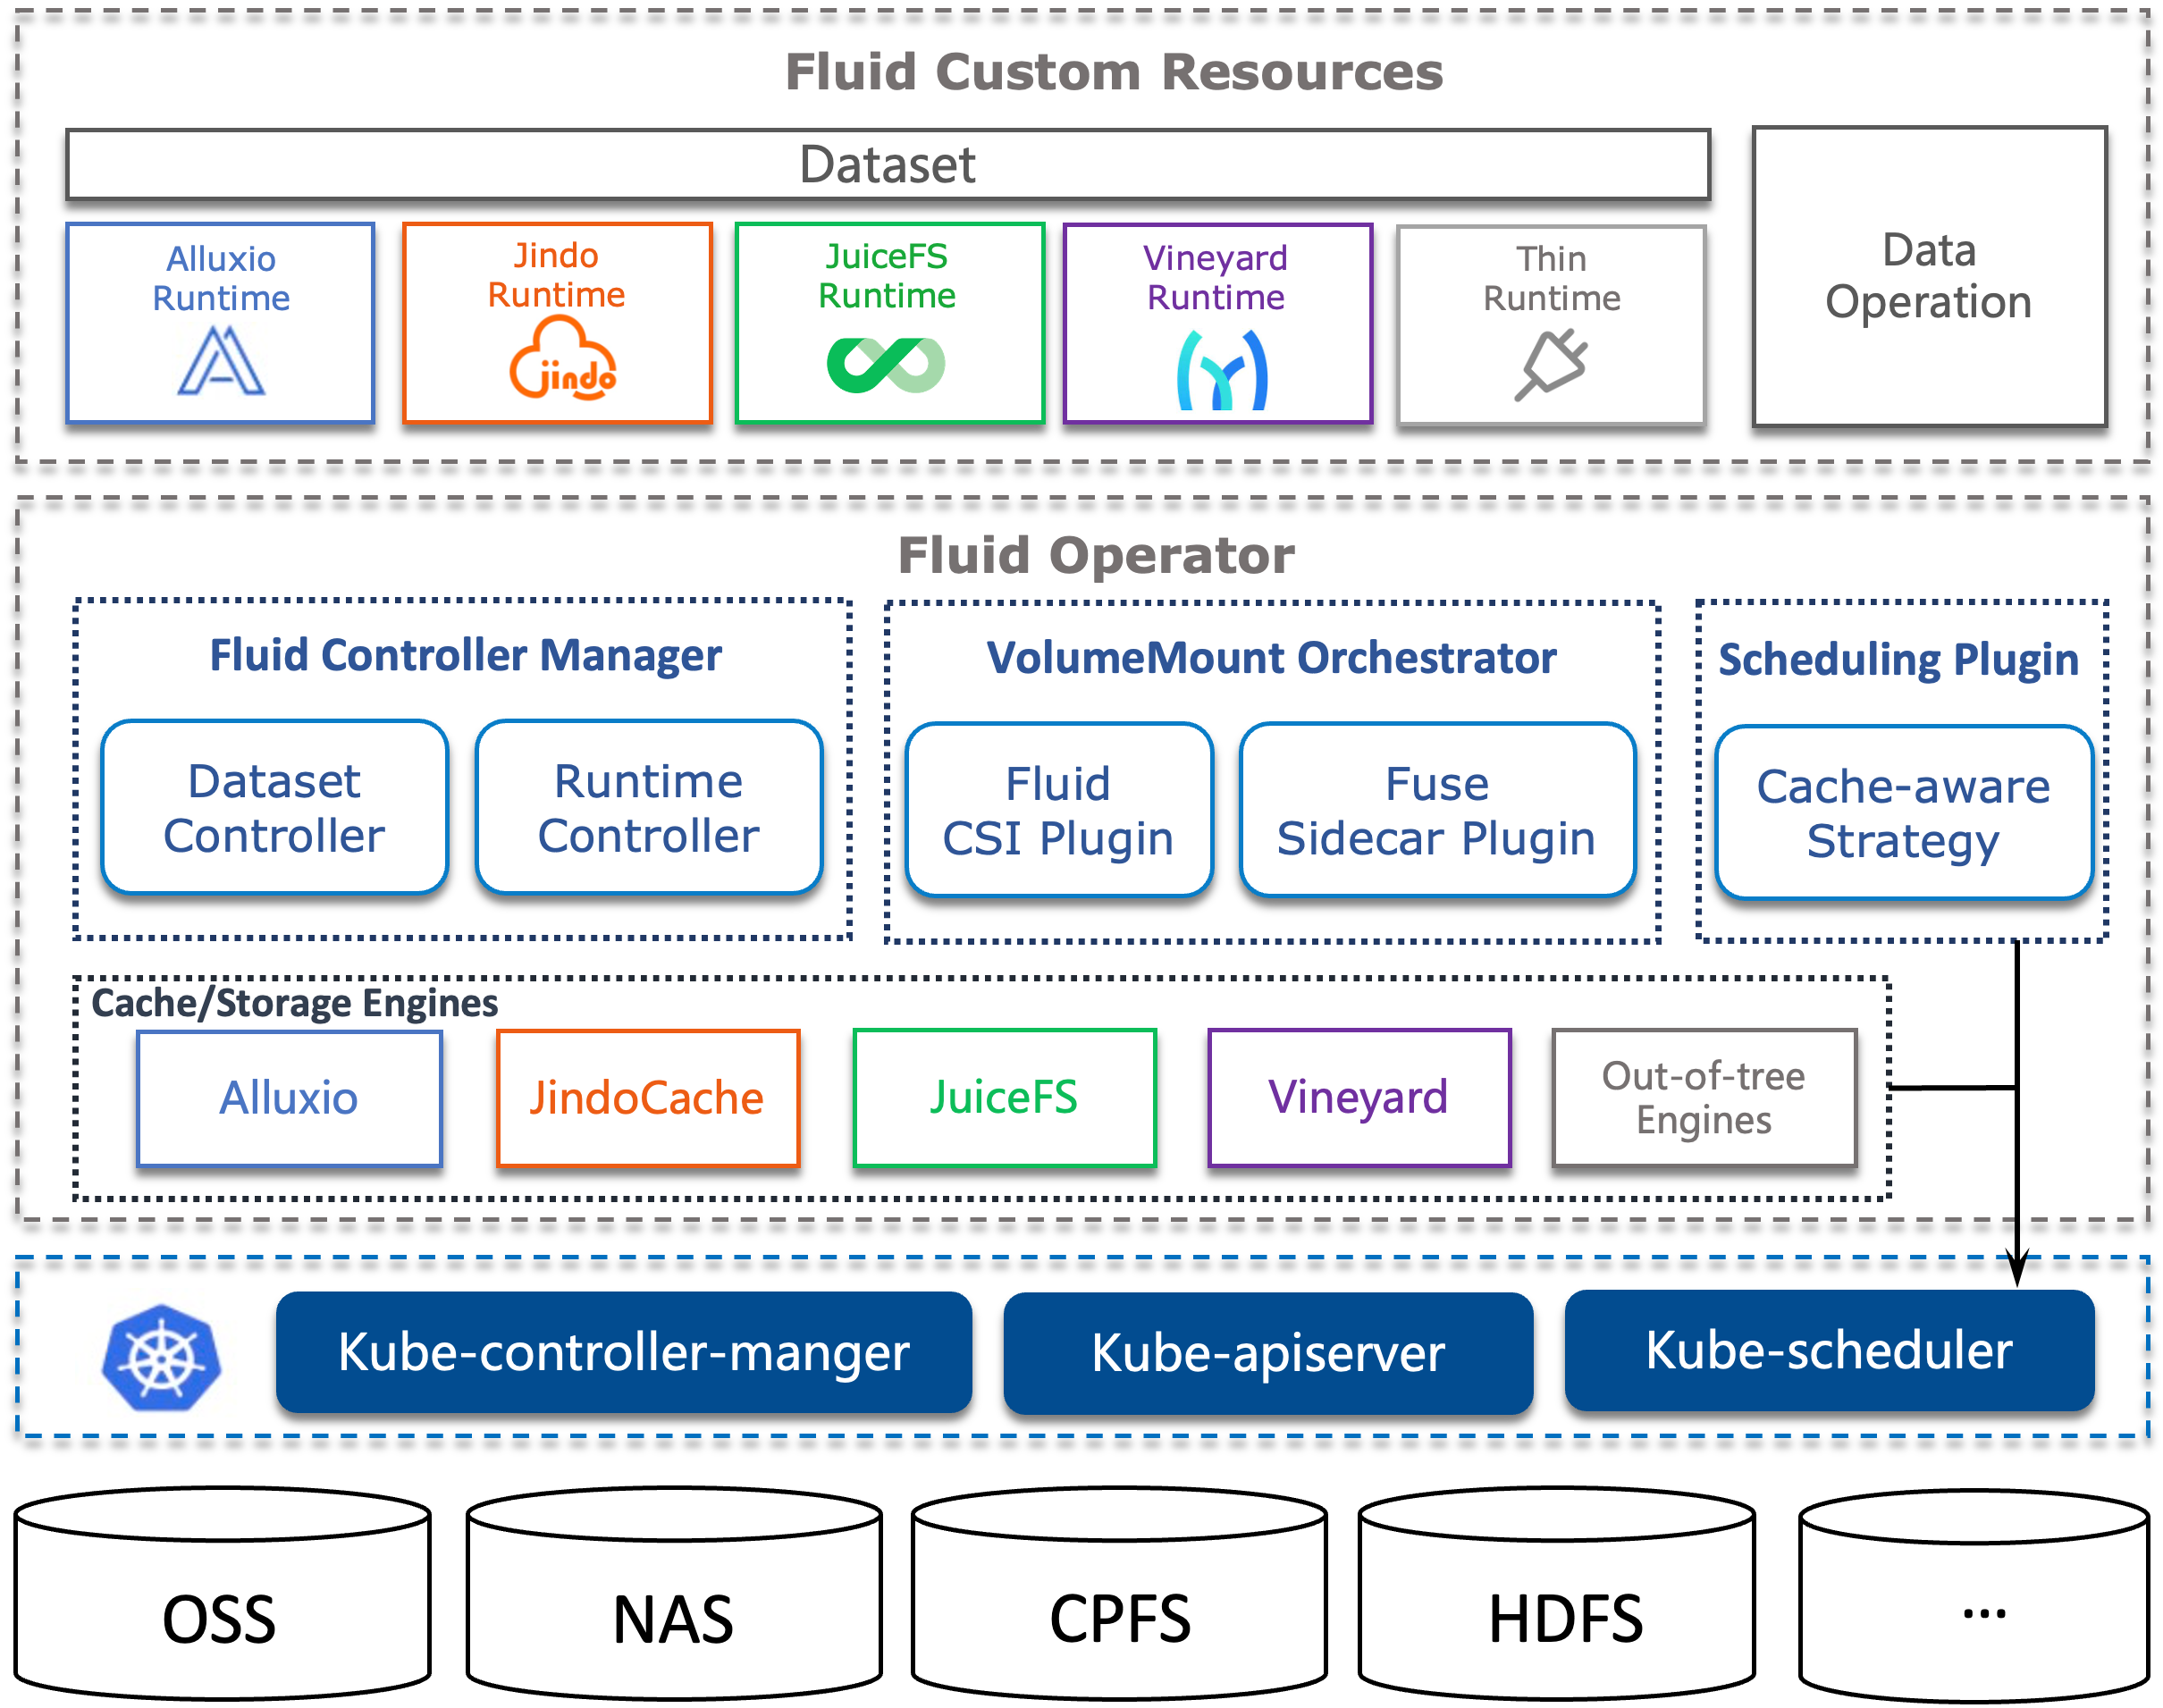 Fluid Custom Resources
Dataset
Data
Operation
Alluxio
Runtime
Jindo
Runtime
jindo
JuiceFS
Runtime
Vineyard
Runtime
Thin
Runtime
Fluid Operator
Fluid Controller Manager
Dataset
Controller
Runtime
Controller
VolumeMount Orchestrator
Fluid
CSI Plugin
Fuse
Sidecar Plugin
Scheduling Plugin
Cache-aware
Strategy
Cache/Storage Engines
Alluxio
JindoCache
JuiceFS
Vineyard
Out-of-tree
Engines
Kube-controller-manger
Kube-apiserver
Kube-scheduler
OSS
NAS
CPFS
HDFS
...